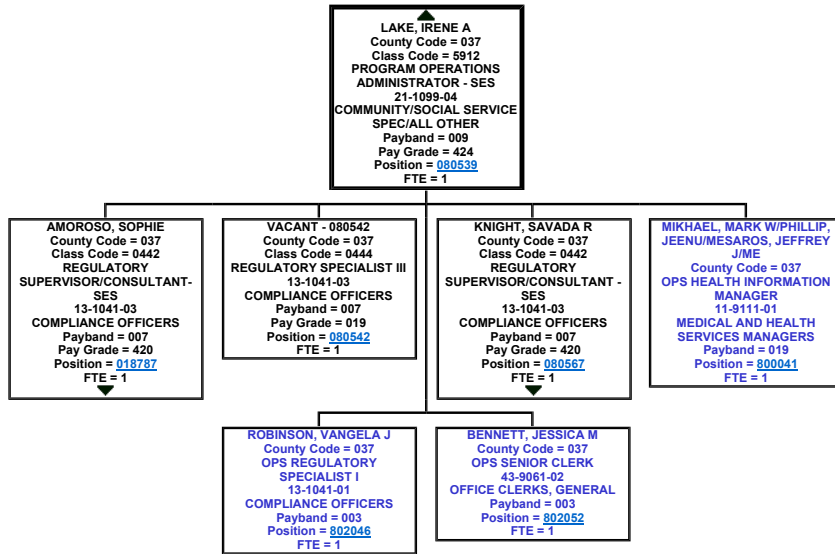 LAKE, IRENE A
County Code = 037
Class Code = 5912
PROGRAM OPERATIONS
ADMINISTRATOR - SES
21-1099-04
COMMUNITY/SOCIAL SERVICE
SPEC/ALL OTHER
Payband = 009
Pay Grade = 424
Position = 080539
FTE = 1
AMOROSO, SOPHIE
County Code = 037
Class Code = 0442
REGULATORY
SUPERVISOR/CONSULTANT-
SES
13-1041-03
COMPLIANCE OFFICERS
Payband = 007
Pay Grade = 420
Position = 018787
FTE = 1
VACANT - 080542
County Code = 037
Class Code = 0444
REGULATORY SPECIALIST III
13-1041-03
COMPLIANCE OFFICERS
Payband = 007
Pay Grade = 019
Position = 080542
FTE = 1
KNIGHT, SAVADA R
County Code = 037
Class Code = 0442
REGULATORY
SUPERVISOR/CONSULTANT -
SES
13-1041-03
COMPLIANCE OFFICERS
Payband = 007
Pay Grade = 420
Position = 080567
FTE = 1
MIKHAEL, MARK W/PHILLIP,
JEENU/MESAROS, JEFFREY
J/ME
County Code = 037
OPS HEALTH INFORMATION
MANAGER
11-9111-01
MEDICAL AND HEALTH
SERVICES MANAGERS
Payband = 019
Position = 800041
FTE = 1
ROBINSON, VANGELA J
County Code = 037
OPS REGULATORY
SPECIALIST I
13-1041-01
COMPLIANCE OFFICERS
Payband = 003
Position = 802046
FTE = 1
BENNETT, JESSICA M
County Code = 037
OPS SENIOR CLERK
43-9061-02
OFFICE CLERKS, GENERAL
Payband = 003
Position = 802052
FTE = 1